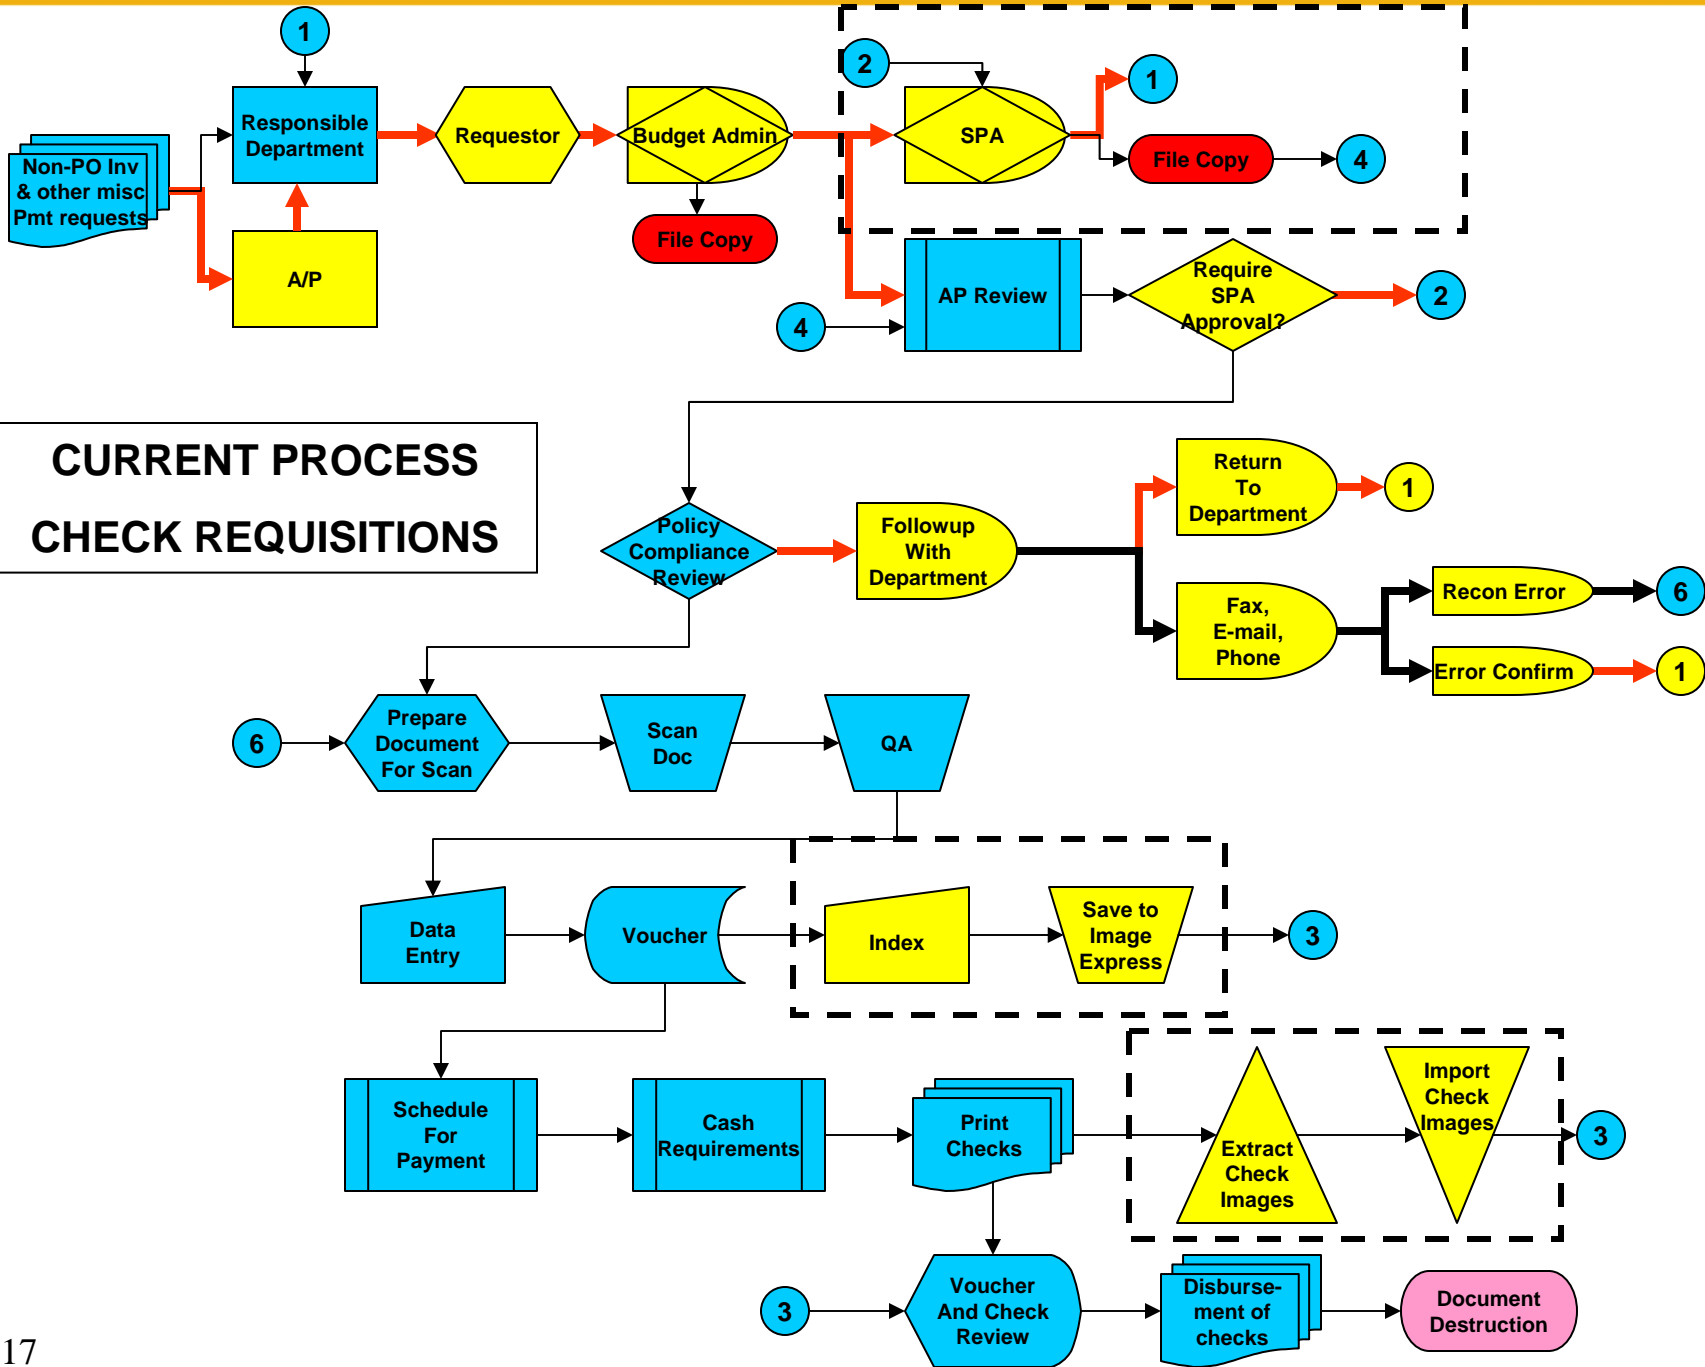 1
2
1
Responsible
Department
Requestor
Budget Admin
SPA
File Copy
4
Non-PO Inv
& other misc
Pmt requests
File Copy
A/P
AP Review
Require
SPA
Approval?
2
4
CURRENT PROCESS
CHECK REQUISITIONS
Return
To
Department
1
Policy
Compliance
Review
Followup
With
Department
Fax,
E-mail,
Phone
Recon Error
6
Error Confirm
1
6
Prepare
Document
For Scan
Scan
Doc
QA
Data
Entry
Voucher
Index
Save to
Image
Express
3
Schedule
For
Payment
Cash
Requirements
Print
Checks
Extract
Check
Images
Import
Check
Images
3
3
Voucher
And Check
Review
Disburse-
ment of
checks
Document
Destruction
17